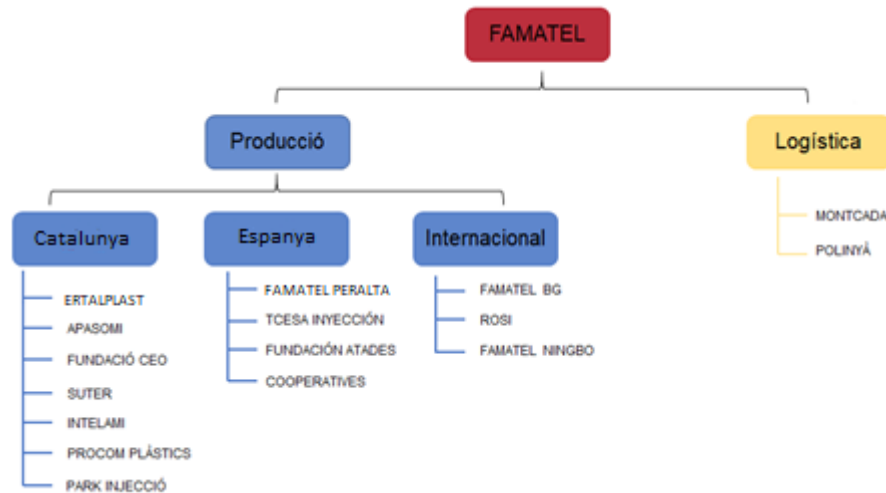 FAMATEL
Producció
Logística
Catalunya
Espanya
Internacional
ERTALPLAST
APASOMI
FUNDACIÓ CEO
SUTER
INTELAMI
PROCOM PLÀSTICS
PARK INJECCIÓ
FAMATEL PERALTA
TCESA INYECCIÓN
FUNDACIÓN ATADES
COOPERATIVES
FAMATEL BG
ROSI
FAMATEL NINGBO
MONTCADA
POLINYÀ